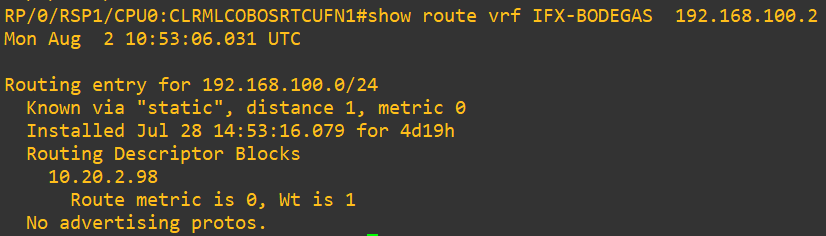 RP/0/RSP1/CPU0:CLRMLCOBOSRTCUFN1#show route vrf IFX-BODEGAS  192.168.100.2
Mon Aug  2 10:53:06.031 UTC

Routing entry for 192.168.100.0/24
  Known via "static", distance 1, metric 0
  Installed Jul 28 14:53:16.079 for 4d19h
  Routing Descriptor Blocks
    10.20.2.98
      Route metric is 0, Wt is 1
  No advertising protos.